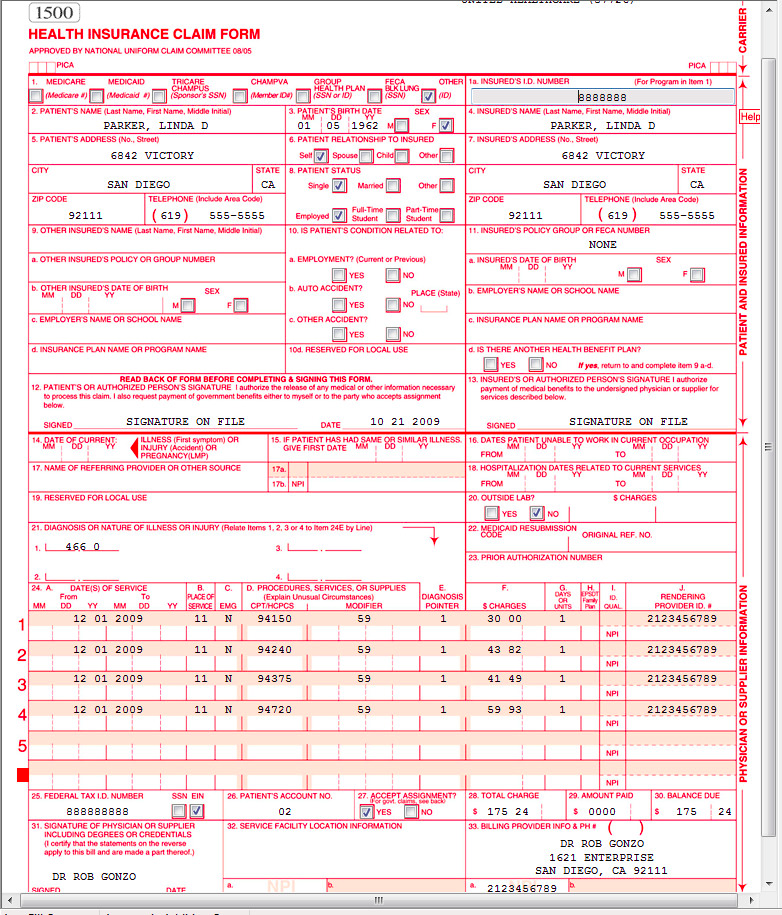 1500
HEALTH INSURANCE CLAIM FORM
APPROVED BY NATIONAL UNIFORM CLAIM COMMITTEE 08/05
PICA PICA
CARRIER
1. MEDICARE MEDICAID TRICARE CHAMPUS CHAMPVA GROUP HEALTH PLAN FECA BLK LUNG OTHER
(Medicare #) (Medicaid #) (Sponsor's SSN) (Member ID#) (SSN or ID) (SSN) (ID)
1a. INSURED'S I.D. NUMBER (For Program in Item 1)
8888888
Help
2. PATIENT'S NAME (Last Name, First Name, Middle Initial)
PARKER, LINDA D
3. PATIENT'S BIRTH DATE SEX
MM DD YY
01 05 1962 M F
4. INSURED'S NAME (Last Name, First Name, Middle Initial)
PARKER, LINDA D
5. PATIENT'S ADDRESS (No., Street)
6842 VICTORY
6. PATIENT RELATIONSHIP TO INSURED
Self Spouse Child Other
7. INSURED'S ADDRESS (No., Street)
6842 VICTORY
CITY STATE
SAN DIEGO CA
8. PATIENT STATUS
Single Married Other
CITY STATE
SAN DIEGO CA
ZIP CODE TELEPHONE (Include Area Code)
92111 (619) 555-5555
Employed Full-Time Student Part-Time Student
ZIP CODE TELEPHONE (Include Area Code)
92111 (619) 555-5555
9. OTHER INSURED'S NAME (Last Name, First Name, Middle Initial)
10. IS PATIENT'S CONDITION RELATED TO:
11. INSURED'S POLICY GROUP OR FECA NUMBER
NONE
a. OTHER INSURED'S POLICY OR GROUP NUMBER
a. EMPLOYMENT? (Current or Previous)
YES NO
a. INSURED'S DATE OF BIRTH SEX
MM DD YY
M F
b. OTHER INSURED'S DATE OF BIRTH SEX
MM DD YY
M F
b. AUTO ACCIDENT? PLACE (State)
YES NO
b. EMPLOYER'S NAME OR SCHOOL NAME
c. EMPLOYER'S NAME OR SCHOOL NAME
c. OTHER ACCIDENT?
YES NO
c. INSURANCE PLAN NAME OR PROGRAM NAME
d. INSURANCE PLAN NAME OR PROGRAM NAME
10d. RESERVED FOR LOCAL USE
d. IS THERE ANOTHER HEALTH BENEFIT PLAN?
YES NO If yes, return to and complete item 9 a-d.
PATIENT AND INSURED INFORMATION
READ BACK OF FORM BEFORE COMPLETING & SIGNING THIS FORM.
12. PATIENT'S OR AUTHORIZED PERSON'S SIGNATURE I authorize the release of any medical or other information necessary
to process this claim. I also request payment of government benefits either to myself or to the party who accepts assignment
below.
SIGNED SIGNATURE ON FILE DATE 10 21 2009
13. INSURED'S OR AUTHORIZED PERSON'S SIGNATURE I authorize
payment of medical benefits to the undersigned physician or supplier for
services described below.
SIGNED SIGNATURE ON FILE
14. DATE OF CURRENT:
MM DD YY
ILLNESS (First symptom) OR
INJURY (Accident) OR
PREGNANCY(LMP)
15. IF PATIENT HAS HAD SAME OR SIMILAR ILLNESS.
GIVE FIRST DATE MM DD YY
16. DATES PATIENT UNABLE TO WORK IN CURRENT OCCUPATION
MM DD YY MM DD YY
FROM TO
17. NAME OF REFERRING PROVIDER OR OTHER SOURCE
17a.
17b. NPI
18. HOSPITALIZATION DATES RELATED TO CURRENT SERVICES
MM DD YY MM DD YY
FROM TO
19. RESERVED FOR LOCAL USE
20. OUTSIDE LAB? $ CHARGES
YES NO
21. DIAGNOSIS OR NATURE OF ILLNESS OR INJURY (Relate Items 1, 2, 3 or 4 to Item 24E by Line)
1. 466 0 3.
2. 4.
22. MEDICAID RESUBMISSION
CODE ORIGINAL REF. NO.
23. PRIOR AUTHORIZATION NUMBER
24. A. DATE(S) OF SERVICE B. C. D. PROCEDURES, SERVICES, OR SUPPLIES E. F. G. H. I. J.
From To PLACE OF (Explain Unusual Circumstances) DIAGNOSIS DAYS OR UNITS EPSDT Family Plan ID. RENDERING
MM DD YY MM DD YY SERVICE EMG CPT/HCPCS MODIFIER POINTER $ CHARGES QUAL. PROVIDER ID. #
1 12 01 2009 11 N 94150 59 1 30 00 1 2123456789
NPI
2 12 01 2009 11 N 94240 59 1 43 82 1 2123456789
NPI
3 12 01 2009 11 N 94375 59 1 41 49 1 2123456789
NPI
4 12 01 2009 11 N 94720 59 1 59 93 1 2123456789
NPI
5
NPI
NPI
PHYSICIAN OR SUPPLIER INFORMATION
25. FEDERAL TAX I.D. NUMBER SSN EIN
888888888
26. PATIENT'S ACCOUNT NO.
02
27. ACCEPT ASSIGNMENT?
(For govt. claims, see back)
YES NO
28. TOTAL CHARGE
$ 175 24
29. AMOUNT PAID
$ 0000
30. BALANCE DUE
$ 175 24
31. SIGNATURE OF PHYSICIAN OR SUPPLIER
INCLUDING DEGREES OR CREDENTIALS
(I certify that the statements on the reverse
apply to this bill and are made a part thereof.)
DR ROB GONZO
SIGNED DATE
32. SERVICE FACILITY LOCATION INFORMATION
a. NPI b.
33. BILLING PROVIDER INFO & PH # ( )
DR ROB GONZO
1621 ENTERPRISE
SAN DIEGO, CA 92111
a. 2123456789 b.